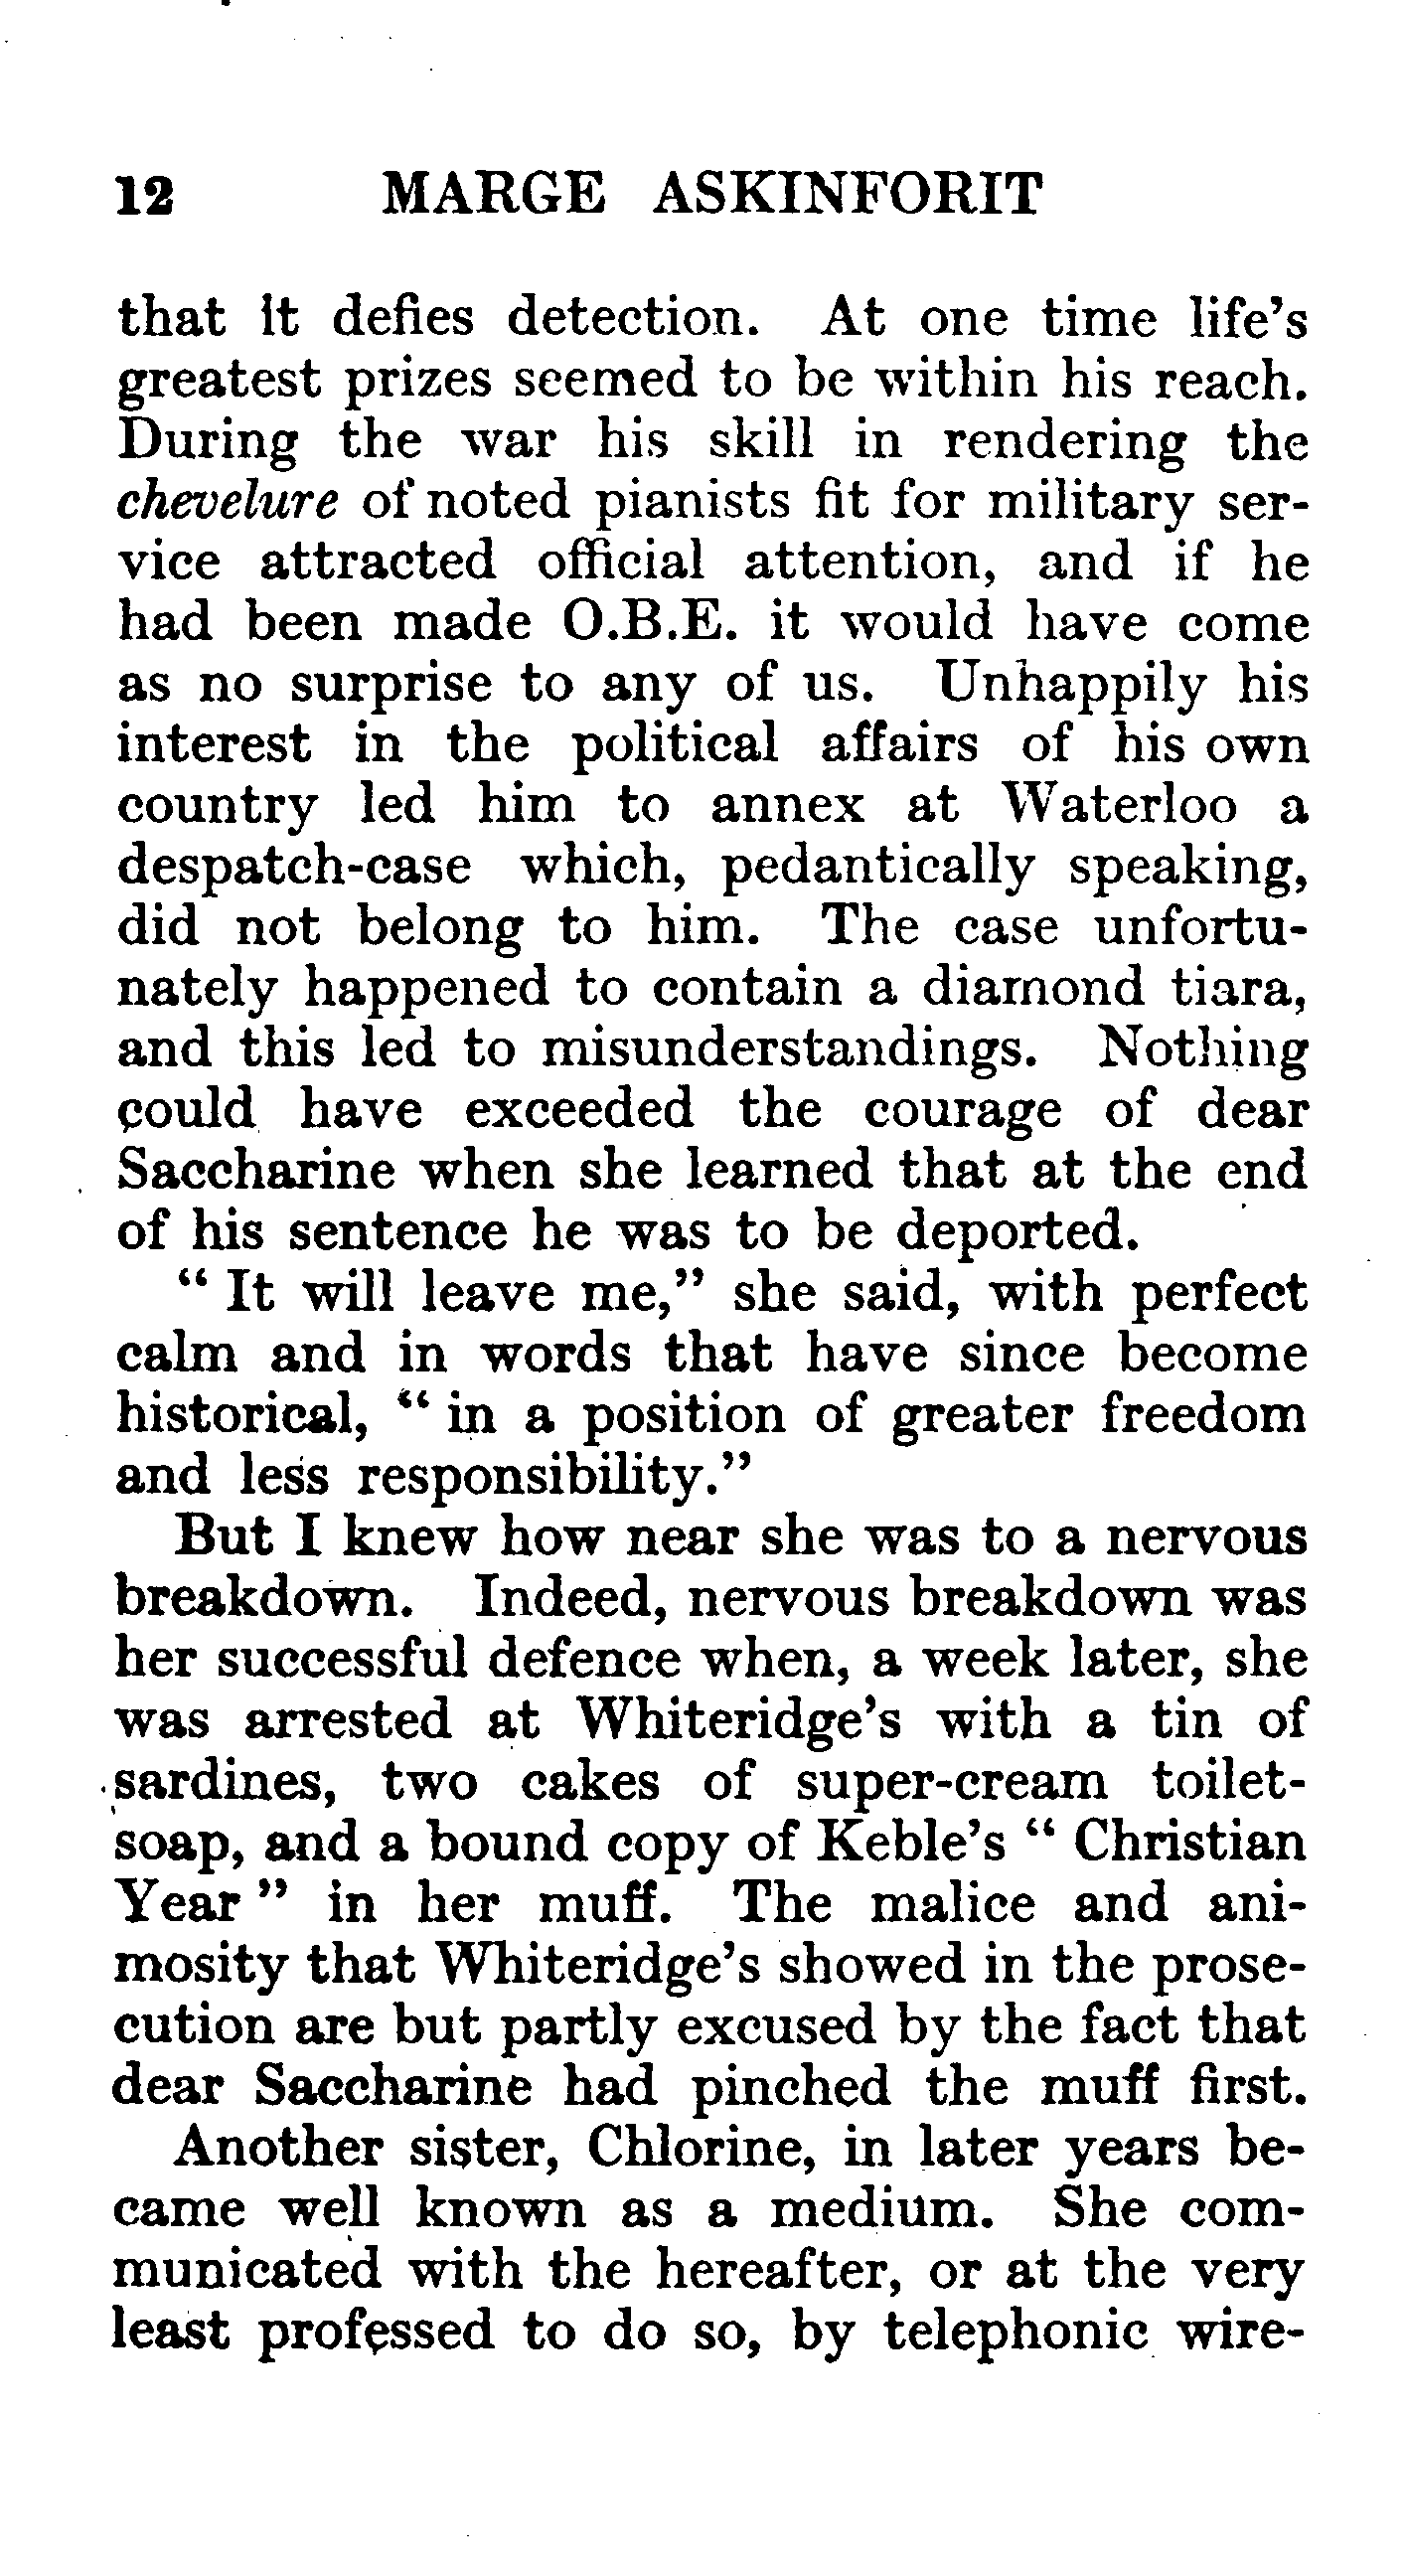 12 MARGE ASKINFORIT
that it defies detection. At one time life's
greatest prizes seemed to be within his reach.
During the war his skill in rendering the
chevelure of noted pianists fit for military ser-
vice attracted official attention, and if he
had been made O.B.E. it would have come
as no surprise to any of us. Unhappily his
interest in the political affairs of his own
country led him to annex at Waterloo a
despatch-case which, pedantically speaking,
did not belong to him. The case unfortu-
nately happened to contain a diamond tiara,
and this led to misunderstandings. Nothing
could have exceeded the courage of dear
Saccharine when she learned that at the end
of his sentence he was to be deported.
“ It will leave me,” she said, with perfect
calm and in words that have since become
historical, “ in a position of greater freedom
and less responsibility.”
But I knew how near she was to a nervous
breakdown. Indeed, nervous breakdown was
her successful defence when, a week later, she
was arrested at Whiteridge's with a tin of
sardines, two cakes of super-cream toilet-
soap, and a bound copy of Keble's “ Christian
Year ” in her muff. The malice and ani-
mosity that Whiteridge's showed in the prose-
cution are but partly excused by the fact that
dear Saccharine had pinched the muff first.
Another sister, Chlorine, in later years be-
came well known as a medium. She com-
municated with the hereafter, or at the very
least professed to do so, by telephonic wire-